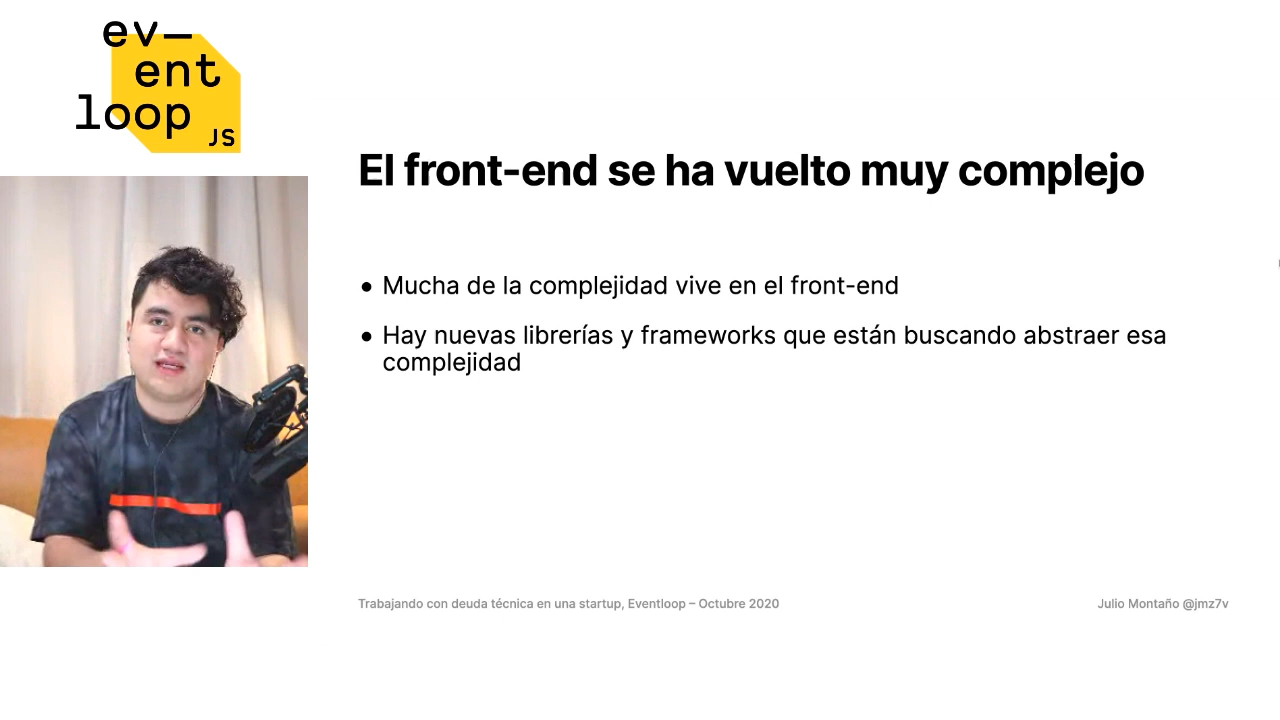 ev—
ent
loop
JS
El front-end se ha vuelto muy complejo
• Mucha de la complejidad vive en el front-end
• Hay nuevas librerías y frameworks que están buscando abstraer esa
complejidad
Trabajando con deuda técnica en una startup, Eventloop – Octubre 2020
Julio Montaño @jmz7v